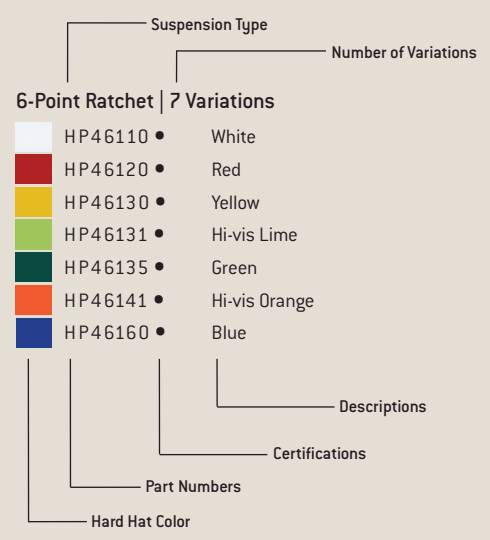 Suspension Type
Number of Variations
6-Point Ratchet | 7 Variations
HP46110 • White
HP46120 • Red
HP46130 • Yellow
HP46131 • Hi-vis Lime
HP46135 • Green
HP46141 • Hi-vis Orange
HP46160 • Blue
Descriptions
Certifications
Part Numbers
Hard Hat Color